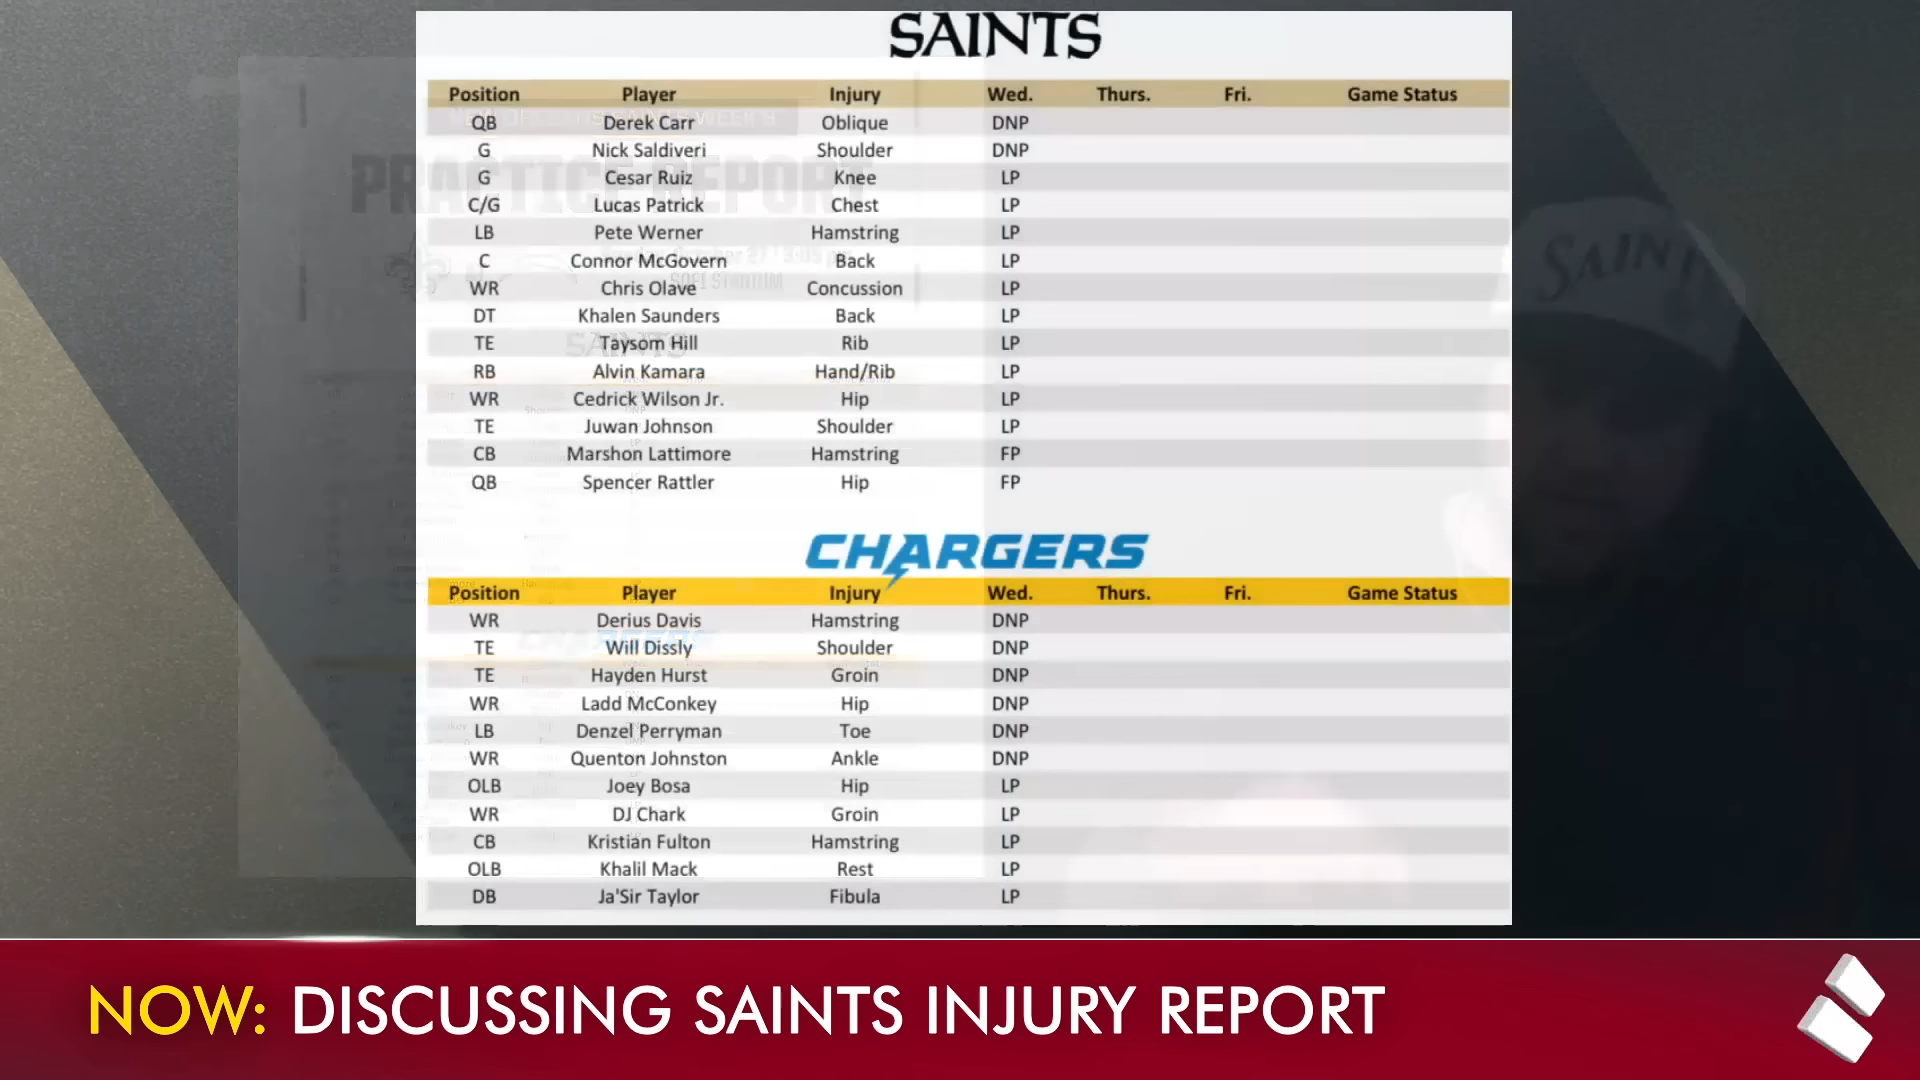 SAINTS
Position Player Injury Wed. Thurs. Fri. Game Status
QB Derek Carr Oblique DNP
G Nick Saldiveri Shoulder DNP
G Cesar Ruiz Knee LP
C/G Lucas Patrick Chest LP
LB Pete Werner Hamstring LP
C Connor McGovern Back LP
WR Chris Olave Concussion LP
DT Khalen Saunders Back LP
TE Taysom Hill Rib LP
RB Alvin Kamara Hand/Rib LP
WR Cedrick Wilson Jr. Hip LP
TE Juwan Johnson Shoulder LP
CB Marshon Lattimore Hamstring FP
QB Spencer Rattler Hip FP
CHARGERS
Position Player Injury Wed. Thurs. Fri. Game Status
WR Derius Davis Hamstring DNP
TE Will Dissly Shoulder DNP
TE Hayden Hurst Groin DNP
WR Ladd McConkey Hip DNP
LB Denzel Perryman Toe DNP
WR Quenton Johnston Ankle DNP
OLB Joey Bosa Hip LP
WR DJ Chark Groin LP
CB Kristian Fulton Hamstring LP
OLB Khalil Mack Rest LP
DB Ja'Sir Taylor Fibula LP
PRACTICE REPORT
SOFI STADIUM
SAINTS
CHARGERS
SAINTS
NOW: DISCUSSING SAINTS INJURY REPORT